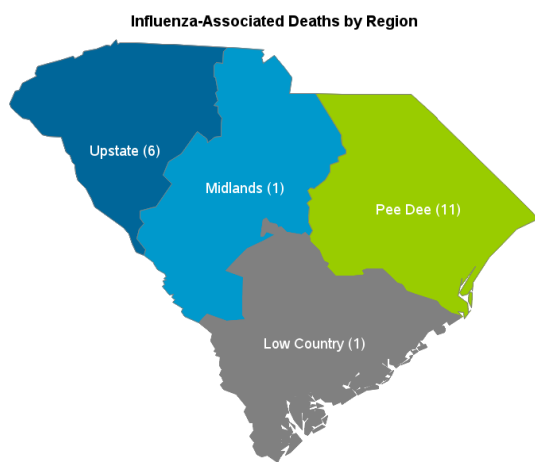 Influenza-Associated Deaths by Region
Upstate (6)
Midlands (1)
Pee Dee (11)
Low Country (1)